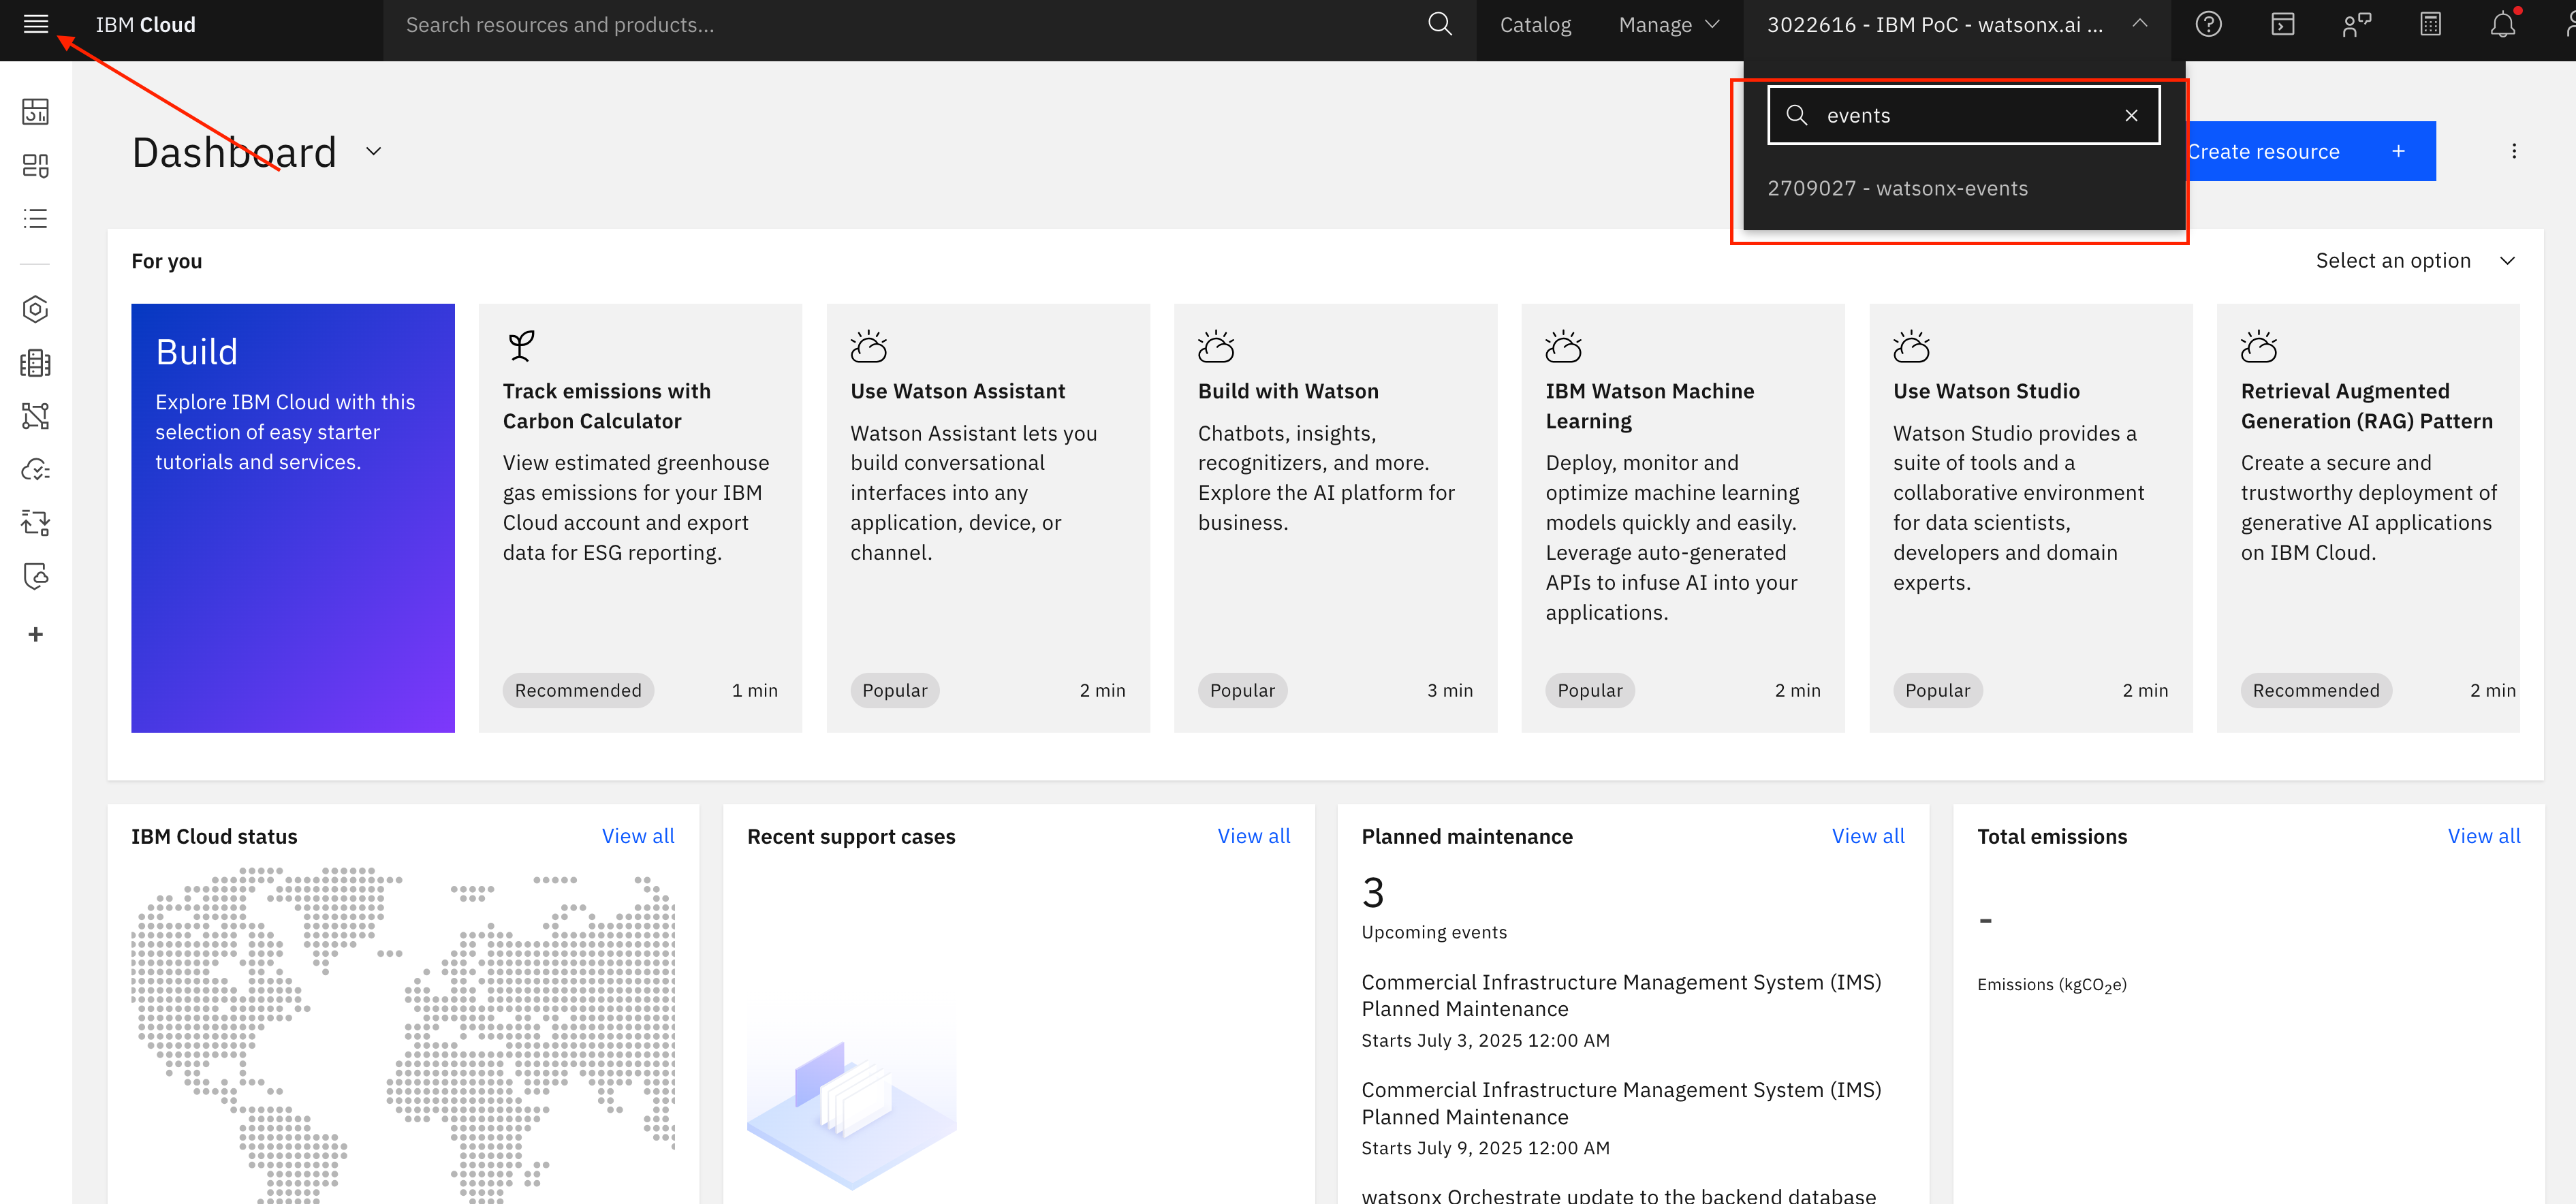 IBM Cloud
Search resources and products...
Catalog
Manage
3022616 - IBM PoC - watsonx.ai ...
events
2709027 - watsonx-events
Dashboard
Create resource
For you
Select an option
Build
Explore IBM Cloud with this
selection of easy starter
tutorials and services.
Track emissions with
Carbon Calculator
View estimated greenhouse
gas emissions for your IBM
Cloud account and export
data for ESG reporting.
Recommended
1 min
Use Watson Assistant
Watson Assistant lets you
build conversational
interfaces into any
application, device, or
channel.
Popular
2 min
Build with Watson
Chatbots, insights,
recognitizers, and more.
Explore the AI platform for
business.
Popular
3 min
IBM Watson Machine
Learning
Deploy, monitor and
optimize machine learning
models quickly and easily.
Leverage auto-generated
APIs to infuse AI into your
applications.
Popular
2 min
Use Watson Studio
Watson Studio provides a
suite of tools and a
collaborative environment
for data scientists,
developers and domain
experts.
Popular
2 min
Retrieval Augmented
Generation (RAG) Pattern
Create a secure and
trustworthy deployment of
generative AI applications
on IBM Cloud.
Recommended
2 min
IBM Cloud status
View all
Recent support cases
View all
Planned maintenance
View all
3
Upcoming events
Commercial Infrastructure Management System (IMS)
Planned Maintenance
Starts July 3, 2025 12:00 AM
Commercial Infrastructure Management System (IMS)
Planned Maintenance
Starts July 9, 2025 12:00 AM
watsonx Orchestrate update to the backend database
Total emissions
View all
-
Emissions (kgCO₂e)